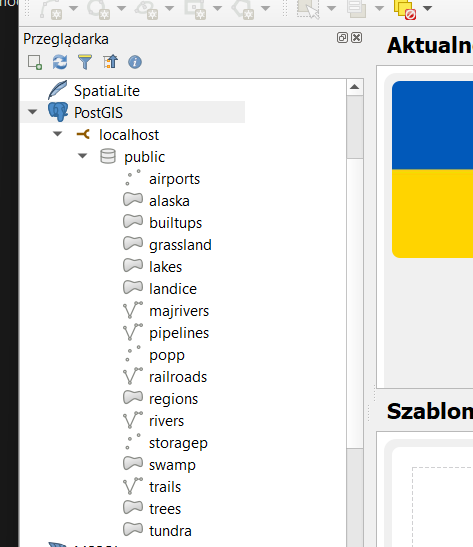 Aktualn
Przeglądarka
SpatiaLite
PostGIS
localhost
public
airports
alaska
builtups
grassland
lakes
landice
majrivers
pipelines
popp
railroads
regions
rivers
storagep
swamp
trails
trees
tundra
Szablon